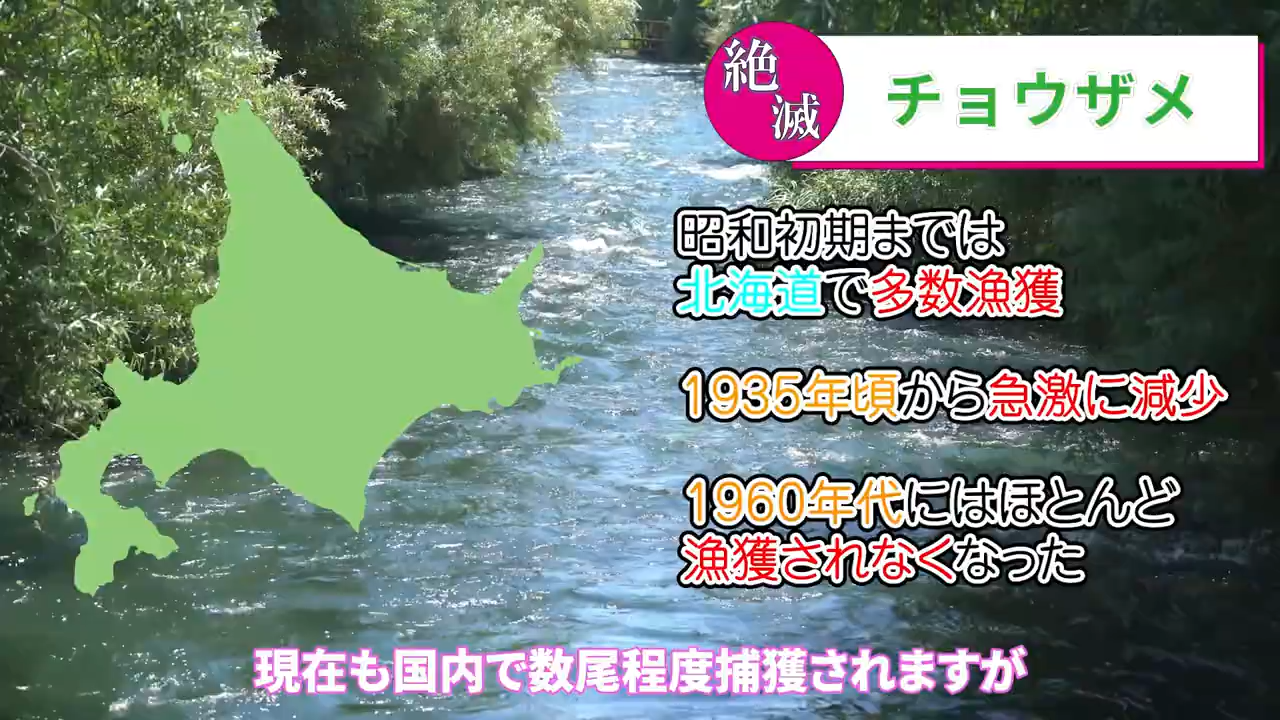 絶滅
チョウザメ
昭和初期までは
北海道で多数漁獲
1935年頃から急激に減少
1960年代にはほとんど
漁獲されなくなった
現在も国内で数尾程度捕獲されますが